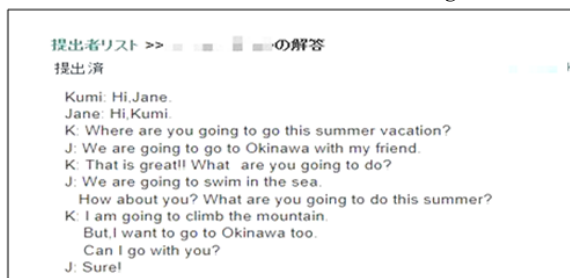 提出者リスト >> の解答
提出済
Kumi: Hi,Jane.
Jane: Hi,Kumi.
K: Where are you going to go this summer vacation?
J: We are going to go to Okinawa with my friend.
K: That is great!! What are you going to do?
J: We are going to swim in the sea.
How about you? What are you going to do this summer?
K: I am going to climb the mountain.
But,I want to go to Okinawa too.
Can I go with you?
J: Sure!